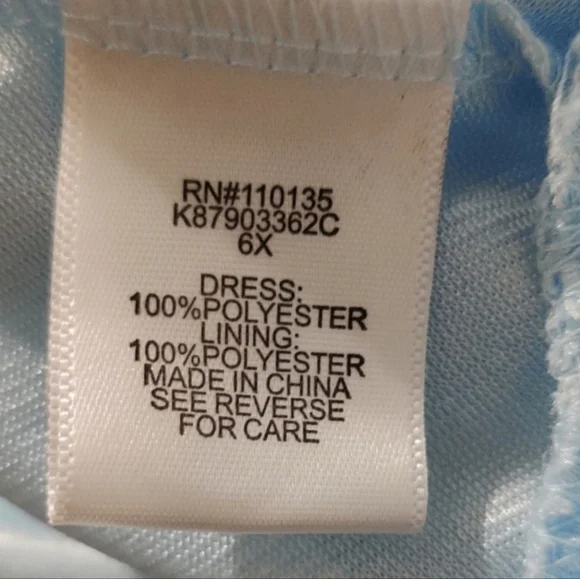 RN#110135
K87903362C
6X
DRESS:
100%POLYESTER
LINING:
100%POLYESTER
MADE IN CHINA
SEE REVERSE
FOR CARE